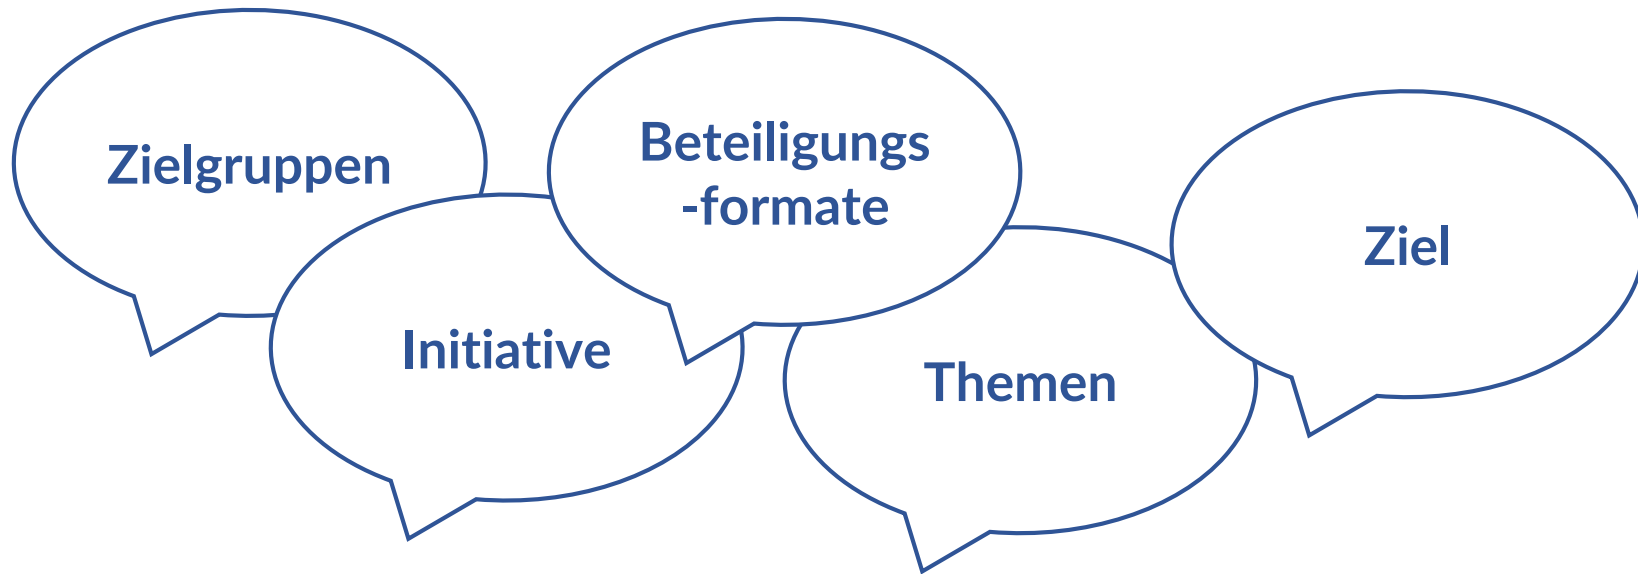 Zielgruppen
Initiative
Beteiligungs
-formate
Themen
Ziel